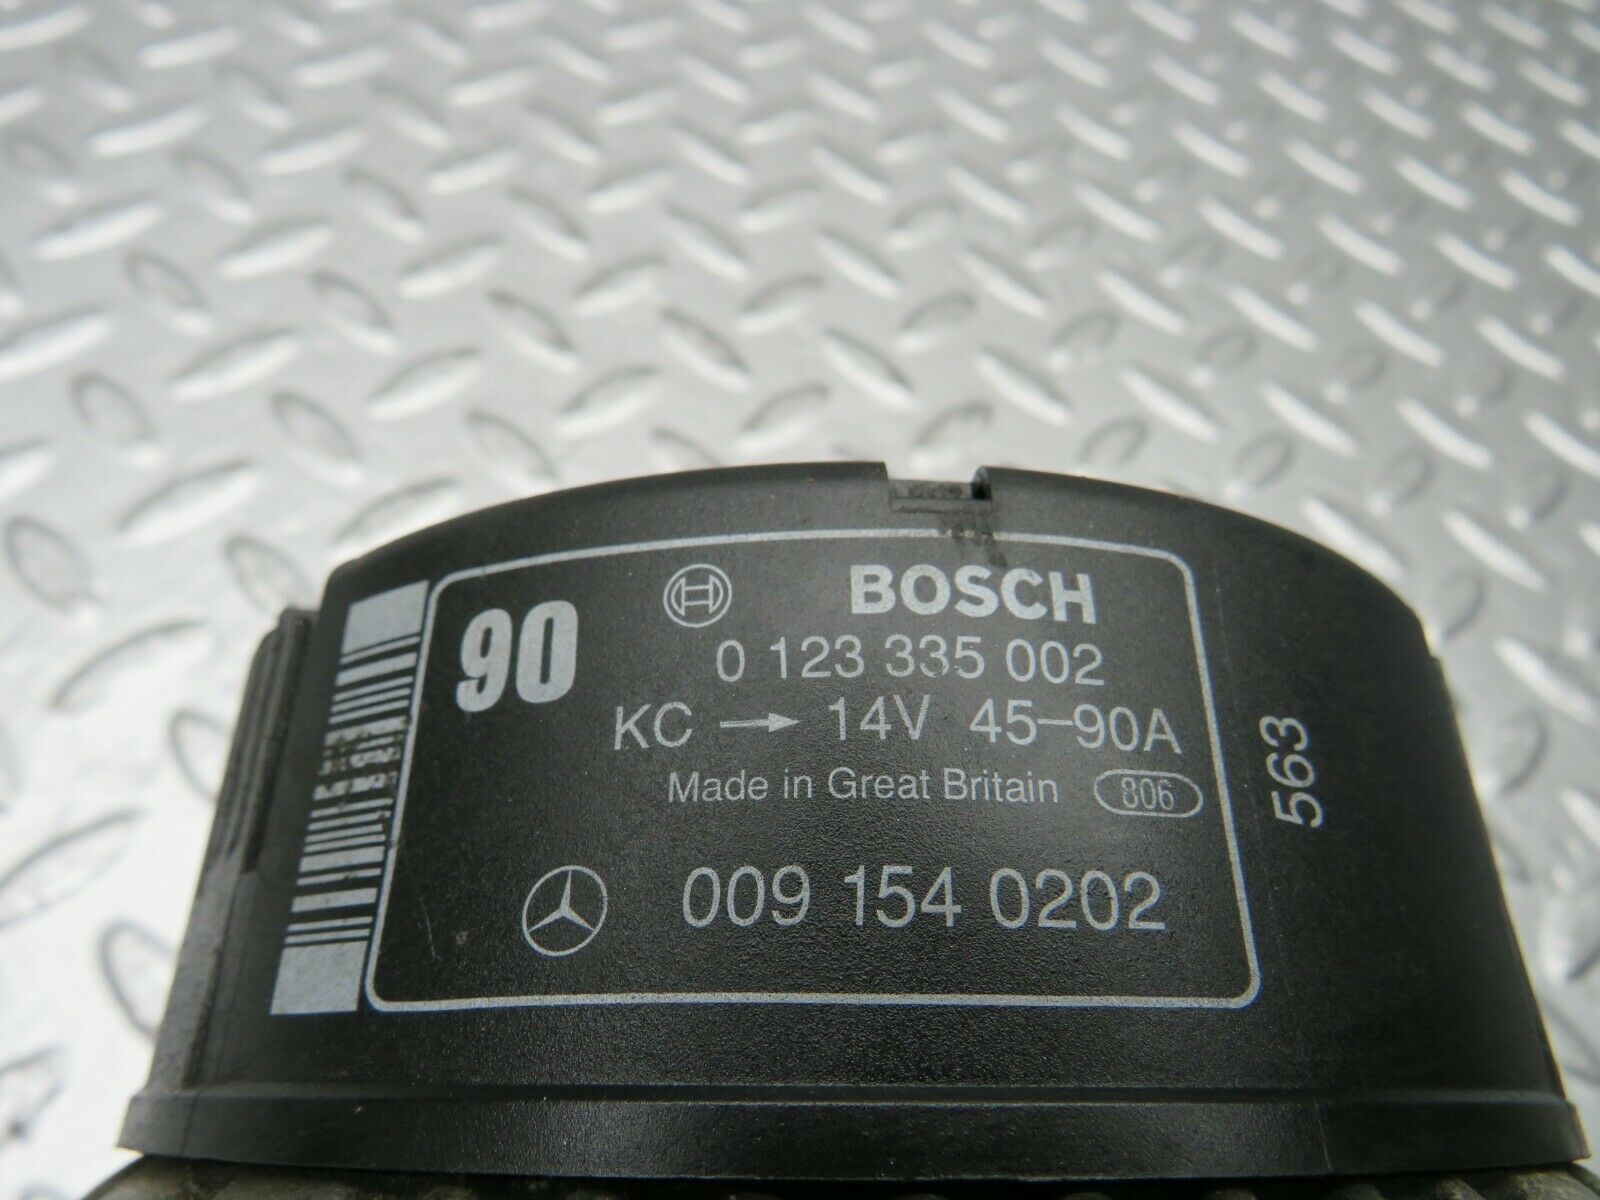 90
BOSCH
0 123 335 002
KC → 14V 45-90A
Made in Great Britain 806
009 154 0202
563